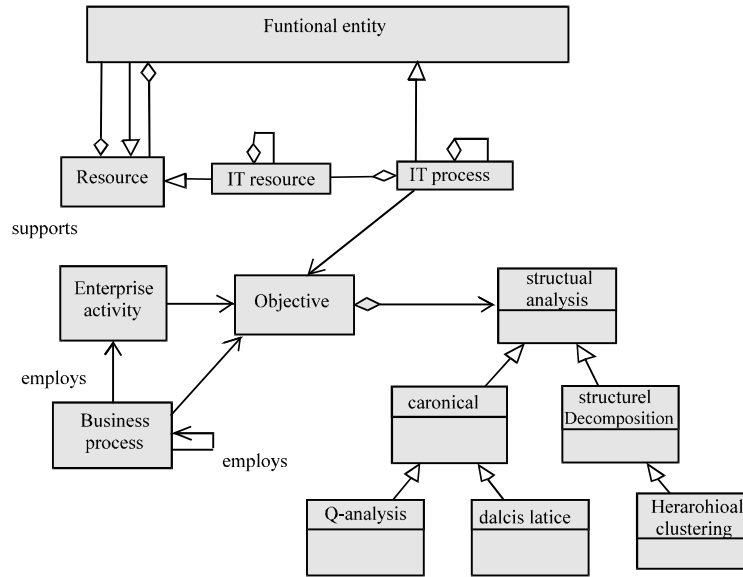 Funtional entity
Resource
IT resource
IT process
supports
Enterprise
activity
Objective
structual
analysis
employs
Business
process
employs
caronical
structurel
Decomposition
Q-analysis
dalcis latice
Herarohioal
clustering